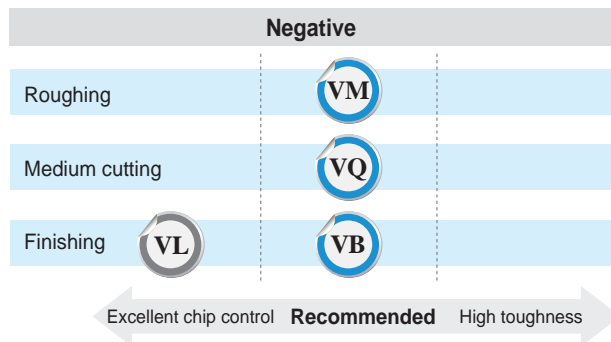 Negative
Roughing VM
Medium cutting VQ
Finishing VL VB
Excellent chip control Recommended High toughness